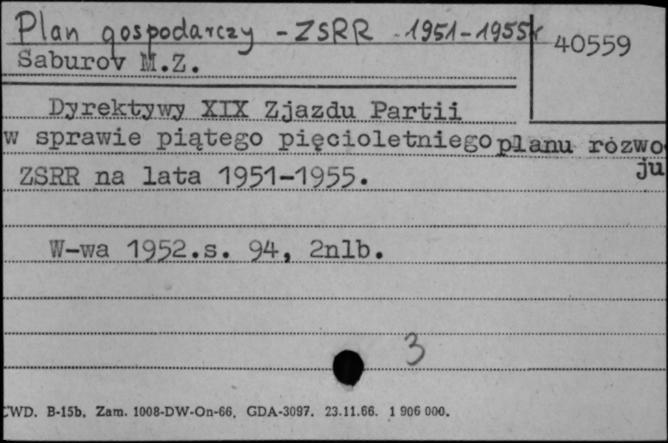 Plan gospodarczy - ZSRR - 1951-1955r
40559
Saburov M.Z.
Dyrektywy XIX Zjazdu Partii
w sprawie piątego pięcioletniego planu rozwo-
ju
ZSRR na lata 1951-1955.
W-wa 1952.s. 94, 2nlb.
3
CWD. B-15b. Zam. 1008-DW-On-66. GDA-3097. 23.11.66. 1 906 000.